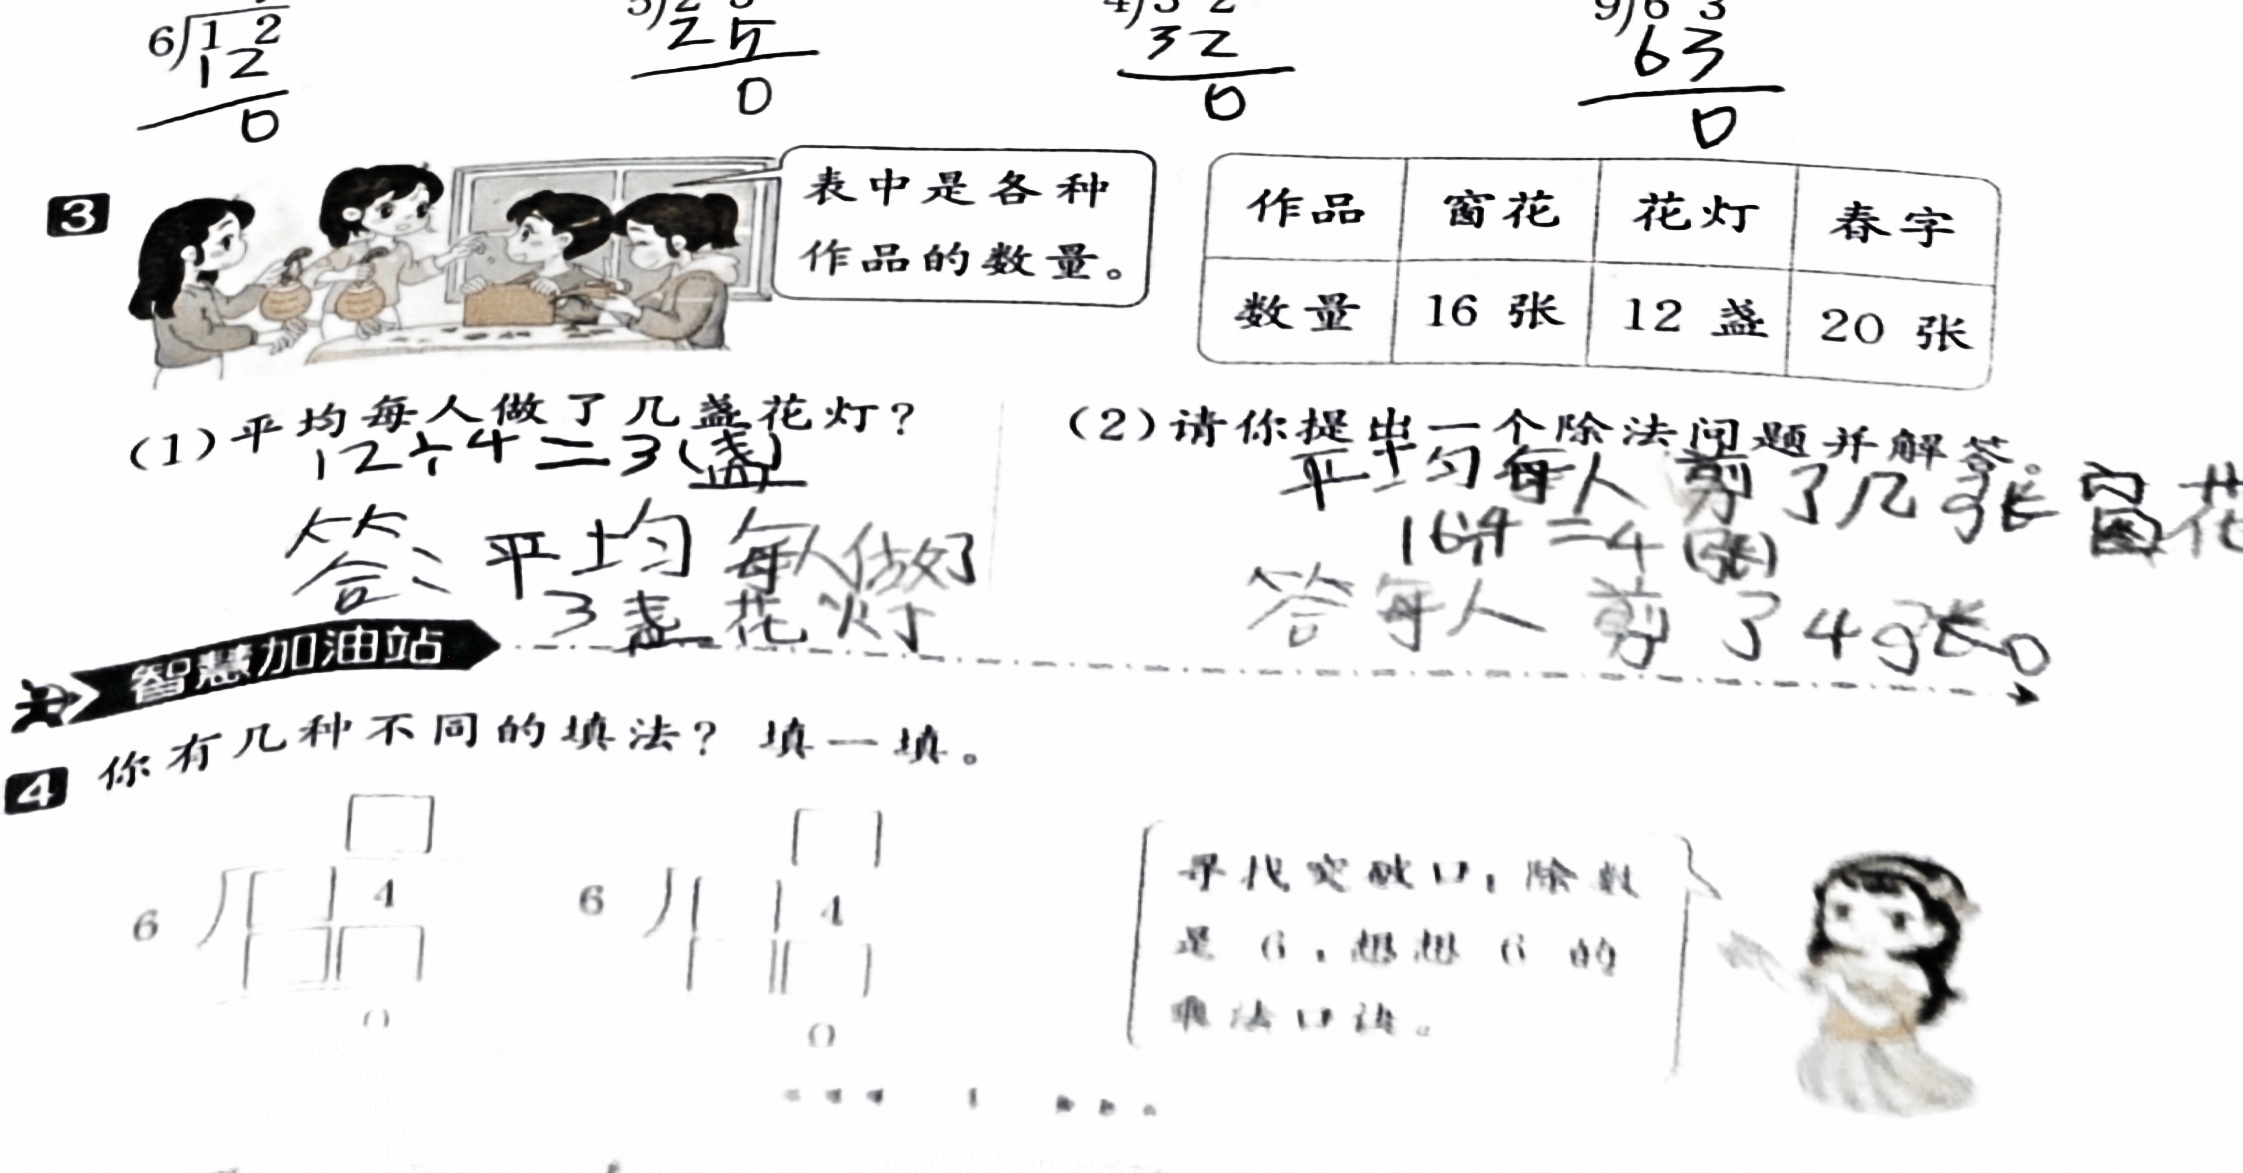 6 1 2
12
0
25
0
32
0
9 6 3
63
0
3
表中是各种
作品的数量。
作品 窗花 花灯 春字
数量 16 张 12 盏 20 张
(1)平均每人做了几盏花灯?
12÷4=3(盏)
答:平均每人做好
3盏花灯
(2)请你提出一个除法问题并解答。
平均每人剪了几张窗花
16÷4=4(张)
答每人剪了4张。
智慧加油站
4 你有几种不同的填法? 填一填。
6 4
0
6 4
0
寻找突破口:除数
是 6,想想 6 的
乘法口诀。